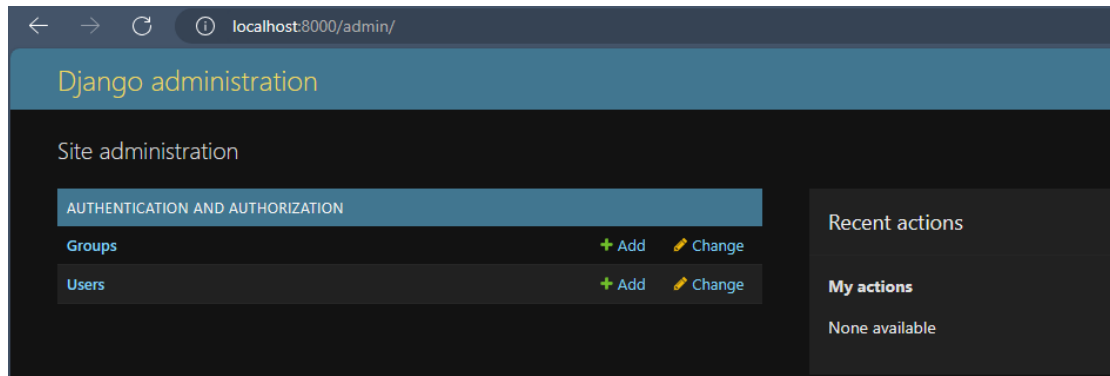 localhost:8000/admin/
Django administration
Site administration
AUTHENTICATION AND AUTHORIZATION
Groups Add Change
Users Add Change
Recent actions
My actions
None available